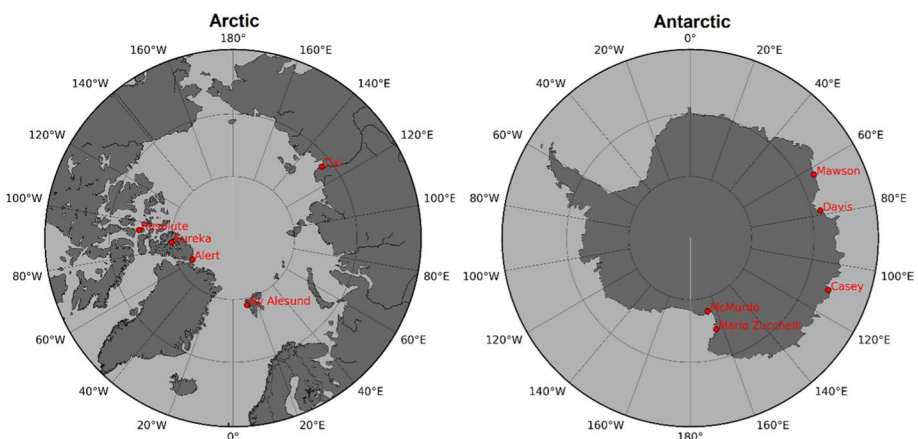 Arctic
180°
160°W
160°E
140°W
140°E
120°W
120°E
100°W
100°E
80°W
80°E
60°W
60°E
40°W
40°E
20°W
0°
20°E
Tixi
Resolute
Eureka
Alert
Ny Alesund
Antarctic
0°
20°W
20°E
40°W
40°E
60°W
60°E
80°W
80°E
100°W
100°E
120°W
120°E
140°W
140°E
160°W
160°E
180°
Mawson
Davis
Casey
McMurdo
Mario Zucchelli